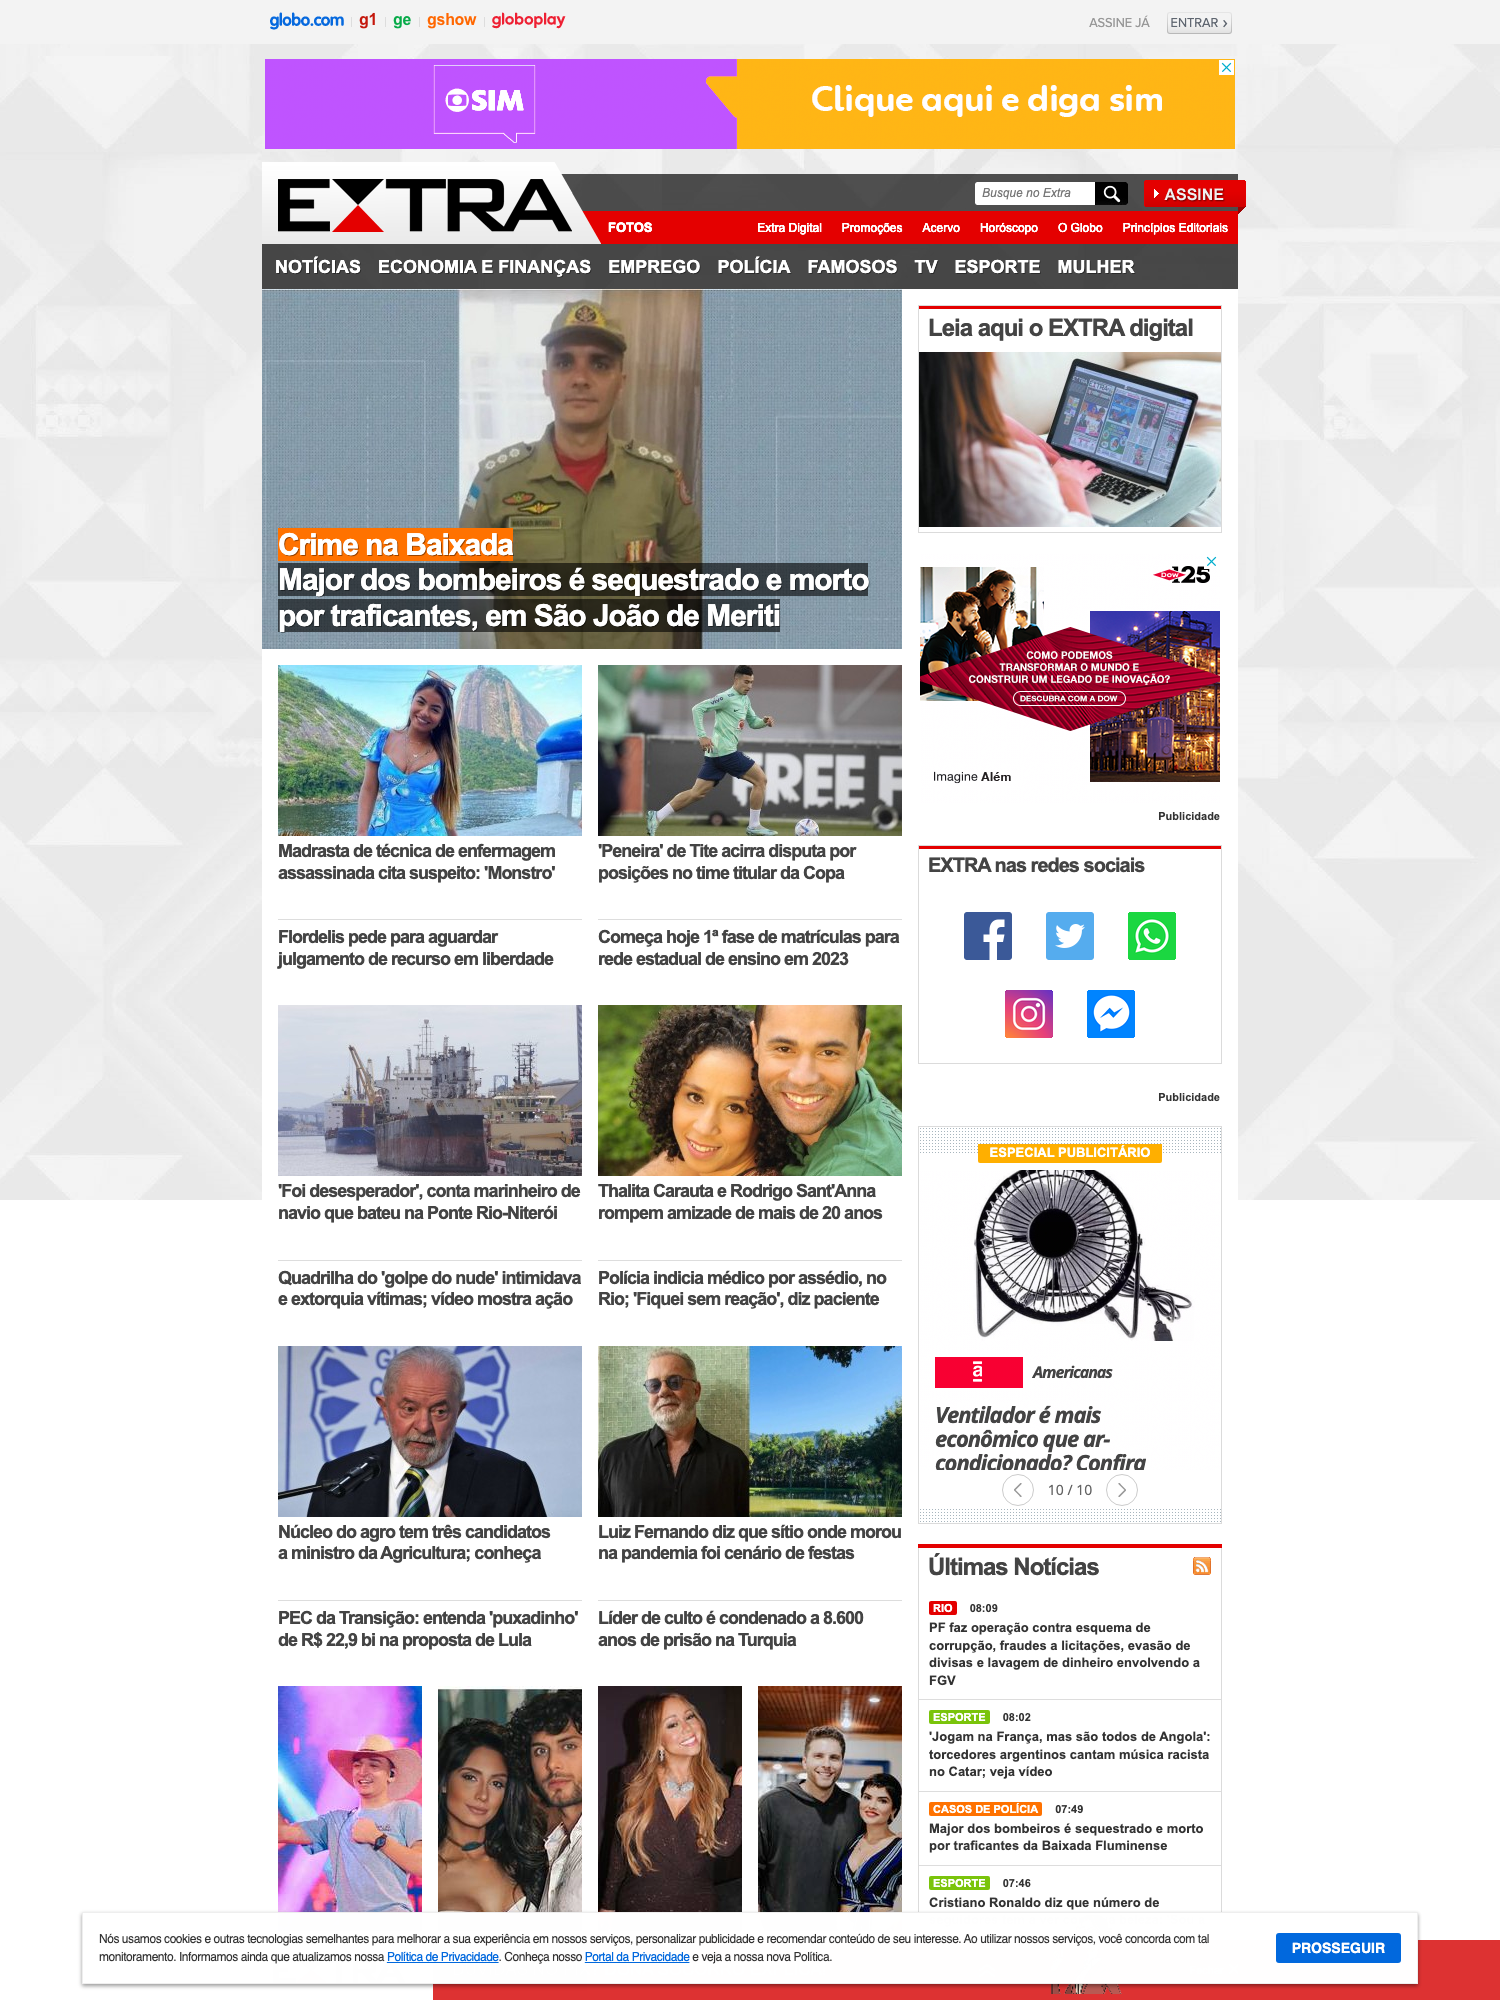 globo.com g1 ge gshow globoplay
ASSINE JÁ ENTRAR
SIM
Clique aqui e diga sim
EXTRA
Busque no Extra
ASSINE
FOTOS
Extra Digital Promoções Acervo Horóscopo O Globo Princípios Editoriais
NOTÍCIAS ECONOMIA E FINANÇAS EMPREGO POLÍCIA FAMOSOS TV ESPORTE MULHER
Crime na Baixada
Major dos bombeiros é sequestrado e morto
por traficantes, em São João de Meriti
Madrasta de técnica de enfermagem
assassinada cita suspeito: 'Monstro'
'Peneira' de Tite acirra disputa por
posições no time titular da Copa
Flordelis pede para aguardar
julgamento de recurso em liberdade
Começa hoje 1ª fase de matrículas para
rede estadual de ensino em 2023
'Foi desesperador', conta marinheiro de
navio que bateu na Ponte Rio-Niterói
Thalita Carauta e Rodrigo Sant'Anna
rompem amizade de mais de 20 anos
Quadrilha do 'golpe do nude' intimidava
e extorquia vítimas; vídeo mostra ação
Polícia indicia médico por assédio, no
Rio; 'Fiquei sem reação', diz paciente
Núcleo do agro tem três candidatos
a ministro da Agricultura; conheça
Luiz Fernando diz que sítio onde morou
na pandemia foi cenário de festas
PEC da Transição: entenda 'puxadinho'
de R$ 22,9 bi na proposta de Lula
Líder de culto é condenado a 8.600
anos de prisão na Turquia
Leia aqui o EXTRA digital
DOW 125
COMO PODEMOS
TRANSFORMAR O MUNDO E
CONSTRUIR UM LEGADO DE INOVAÇÃO?
DESCUBRA COM A DOW
Imagine Além
Publicidade
EXTRA nas redes sociais
Publicidade
ESPECIAL PUBLICITÁRIO
a Americanas
Ventilador é mais
econômico que ar-
condicionado? Confira
10 / 10
Últimas Notícias
RIO 08:09
PF faz operação contra esquema de
corrupção, fraudes a licitações, evasão de
divisas e lavagem de dinheiro envolvendo a
FGV
ESPORTE 08:02
'Jogam na França, mas são todos de Angola':
torcedores argentinos cantam música racista
no Catar; veja vídeo
CASOS DE POLÍCIA 07:49
Major dos bombeiros é sequestrado e morto
por traficantes da Baixada Fluminense
ESPORTE 07:46
Cristiano Ronaldo diz que número de
Nós usamos cookies e outras tecnologias semelhantes para melhorar a sua experiência em nossos serviços, personalizar publicidade e recomendar conteúdo de seu interesse. Ao utilizar nossos serviços, você concorda com tal
monitoramento. Informamos ainda que atualizamos nossa Política de Privacidade. Conheça nosso Portal da Privacidade e veja a nossa nova Política.
PROSSEGUIR